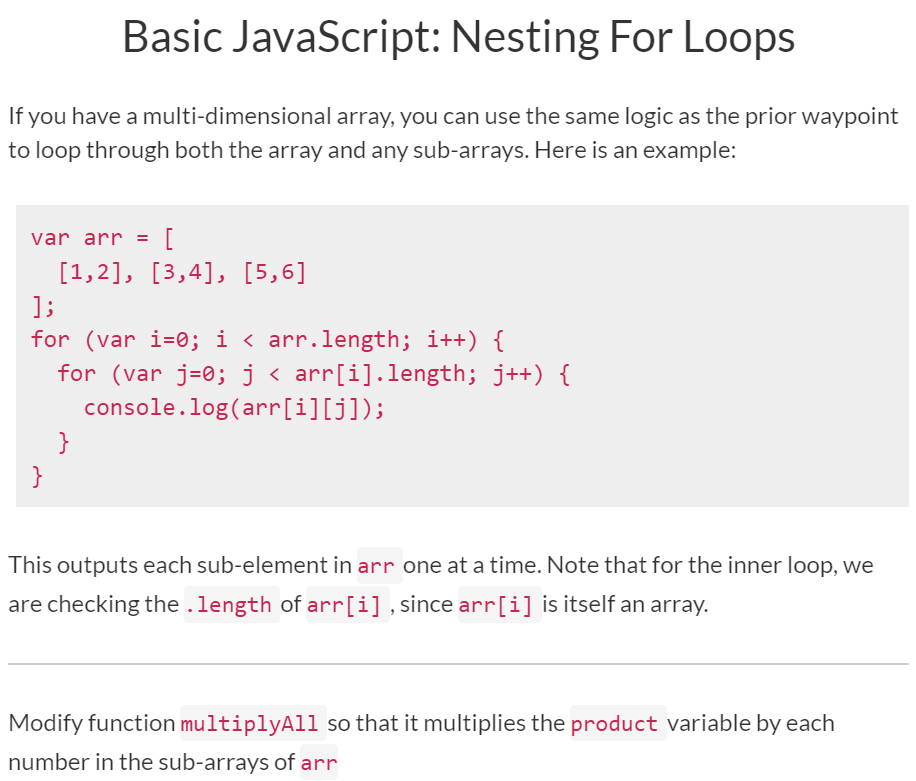 Basic JavaScript: Nesting For Loops
If you have a multi-dimensional array, you can use the same logic as the prior waypoint
to loop through both the array and any sub-arrays. Here is an example:
var arr = [
  [1,2], [3,4], [5,6]
];
for (var i=0; i < arr.length; i++) {
  for (var j=0; j < arr[i].length; j++) {
    console.log(arr[i][j]);
  }
}
This outputs each sub-element in arr one at a time. Note that for the inner loop, we
are checking the .length of arr[i] , since arr[i] is itself an array.
Modify function multiplyAll so that it multiplies the product variable by each
number in the sub-arrays of arr